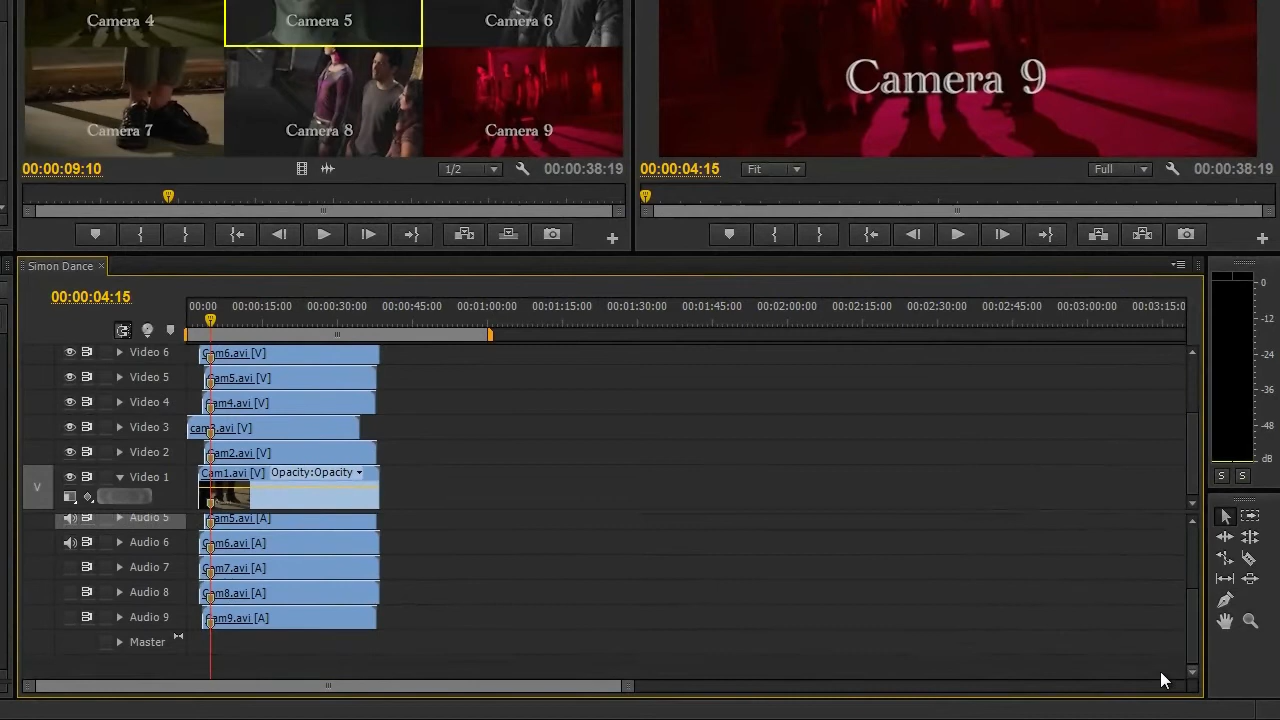 Camera 4
Camera 5
Camera 6
Camera 7
Camera 8
Camera 9
Camera 9
00:00:09:10
1/2
00:00:38:19
00:00:04:15
Fit
Full
00:00:38:19
Simon Dance
00:00:04:15
00:00
00:00:15:00
00:00:30:00
00:00:45:00
00:01:00:00
00:01:15:00
00:01:30:00
00:01:45:00
00:02:00:00
00:02:15:00
00:02:30:00
00:02:45:00
00:03:00:00
00:03:15:0
Video 6
Cam6.avi [V]
Video 5
Cam5.avi [V]
Video 4
Cam4.avi [V]
Video 3
cam3.avi [V]
Video 2
Cam2.avi [V]
V
Video 1
Cam1.avi [V] Opacity:Opacity
Audio 5
Cam5.avi [A]
Audio 6
Cam6.avi [A]
Audio 7
Cam7.avi [A]
Audio 8
Cam8.avi [A]
Audio 9
Cam9.avi [A]
Master
0
-12
-24
-36
-48
dB
S S